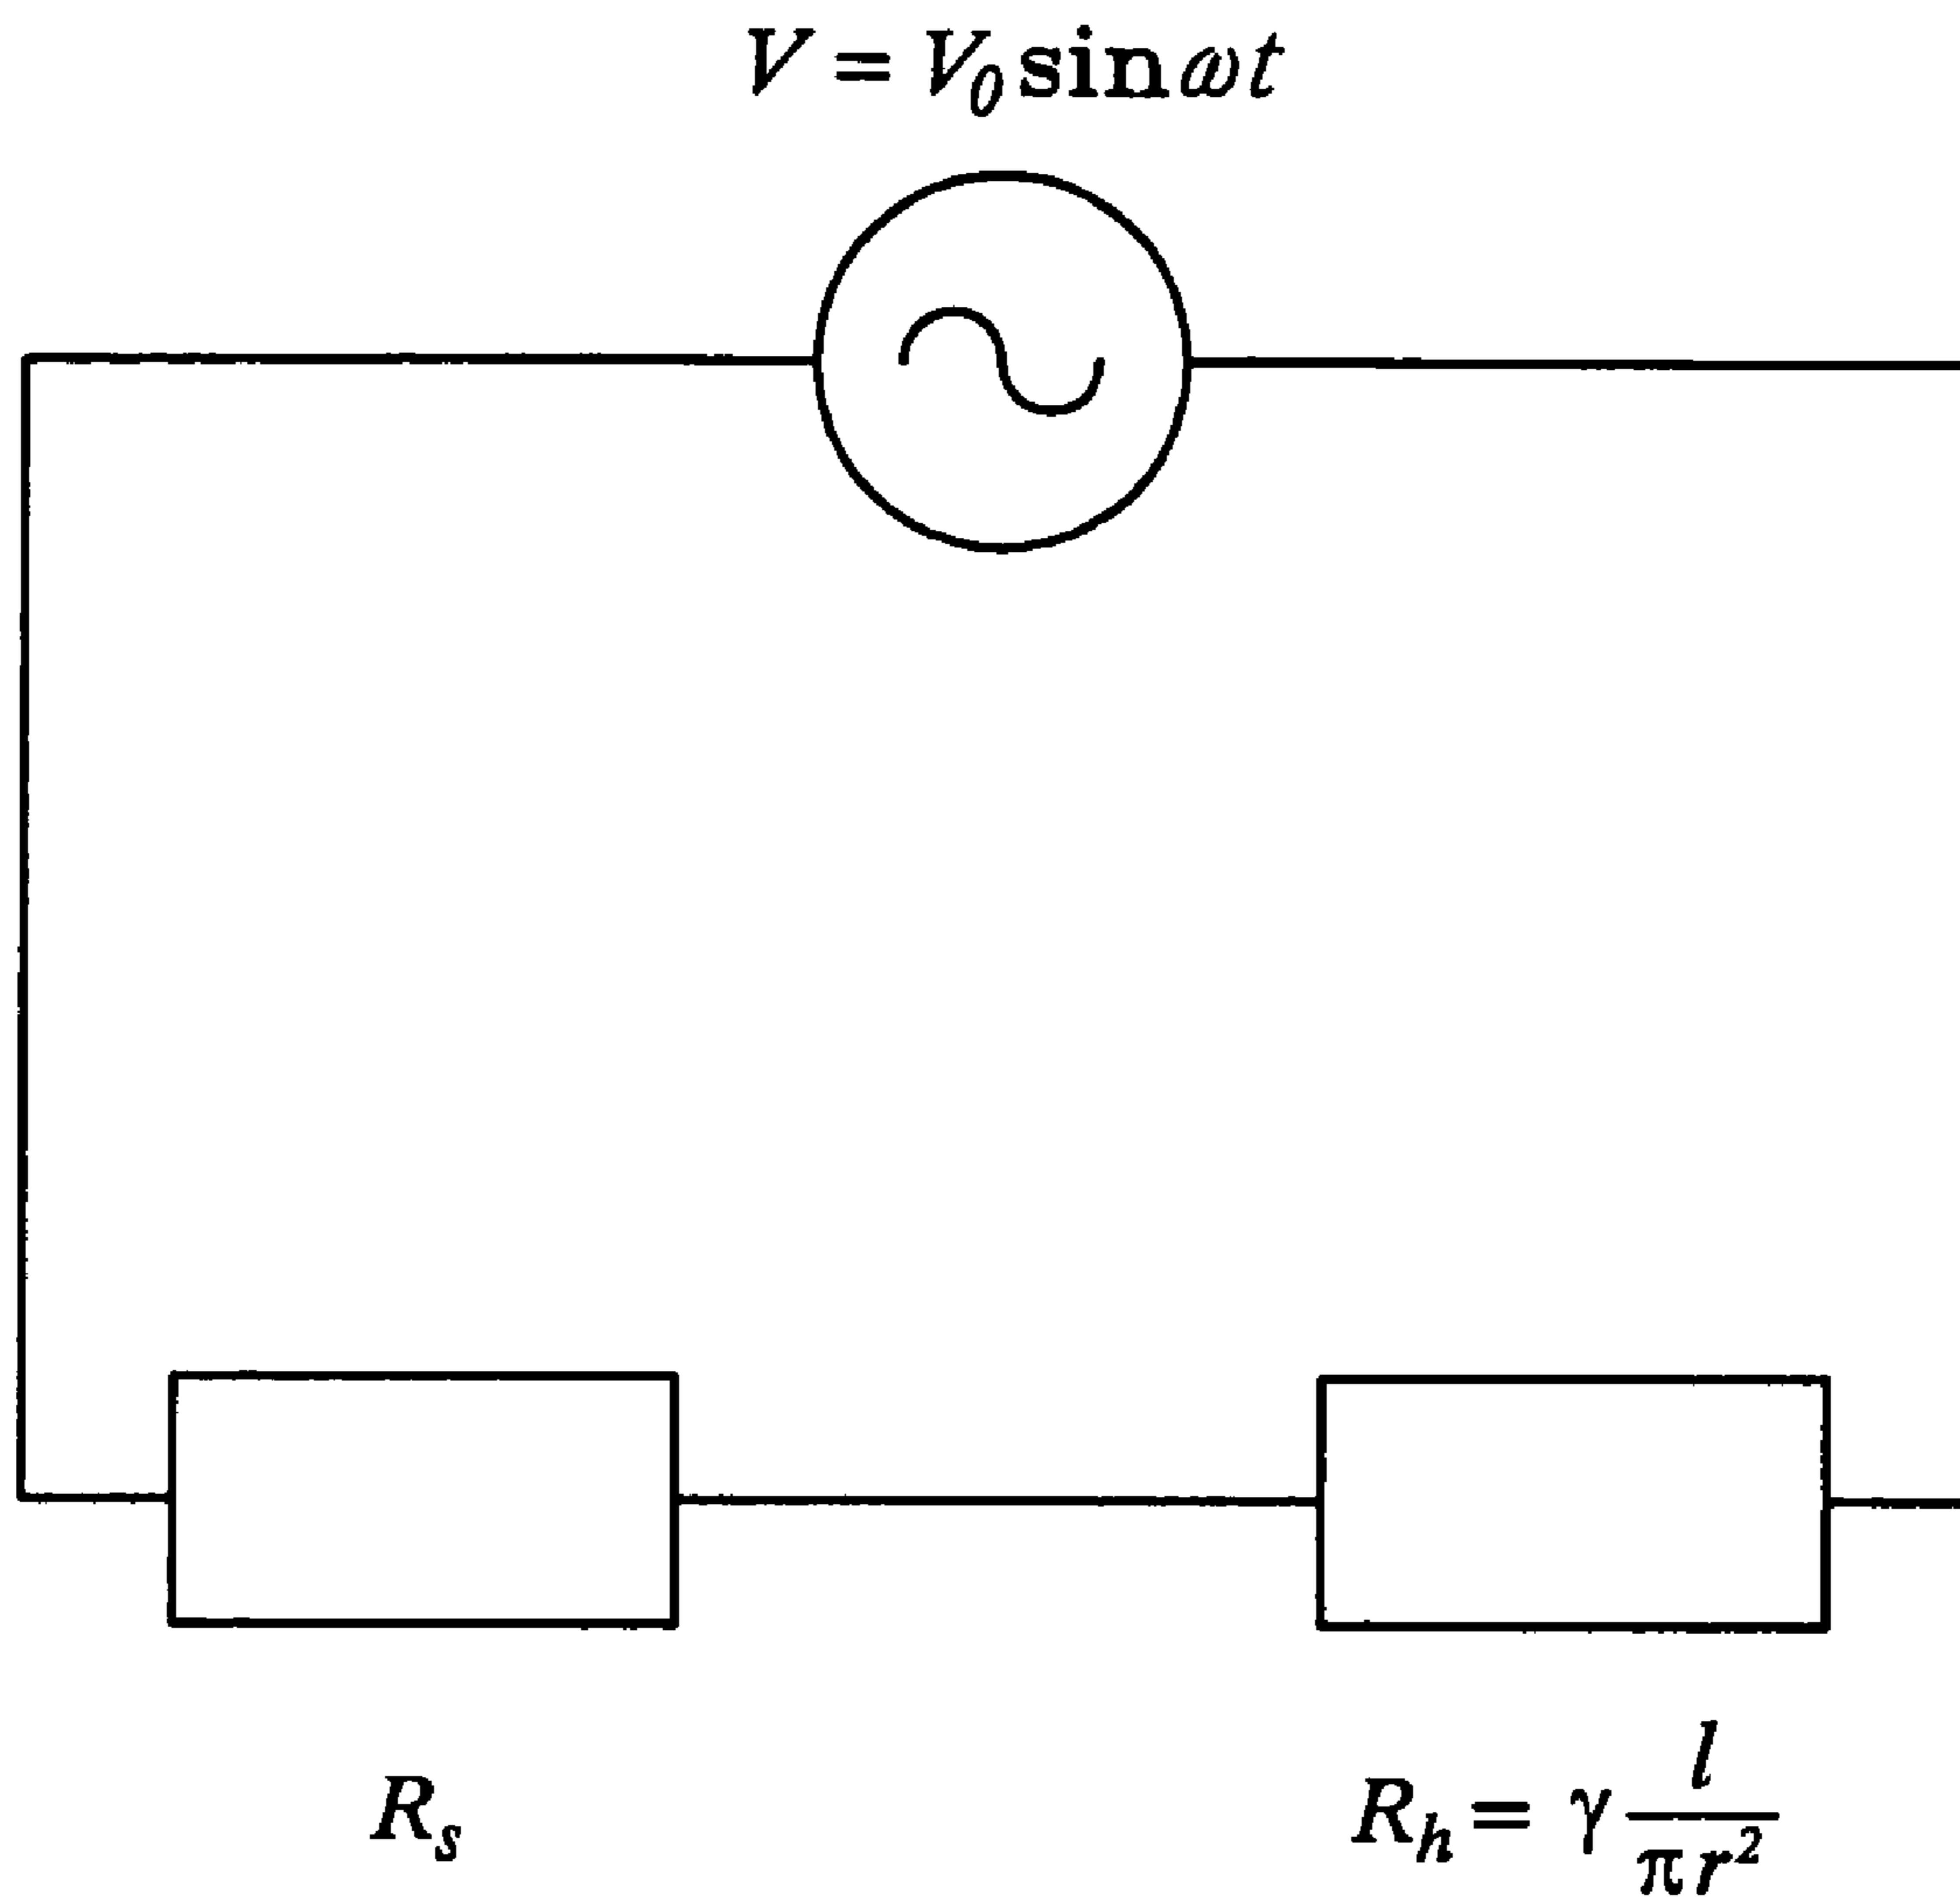 V = V₀ sin ωt
Rₛ
Rₕ = γ l/πr²